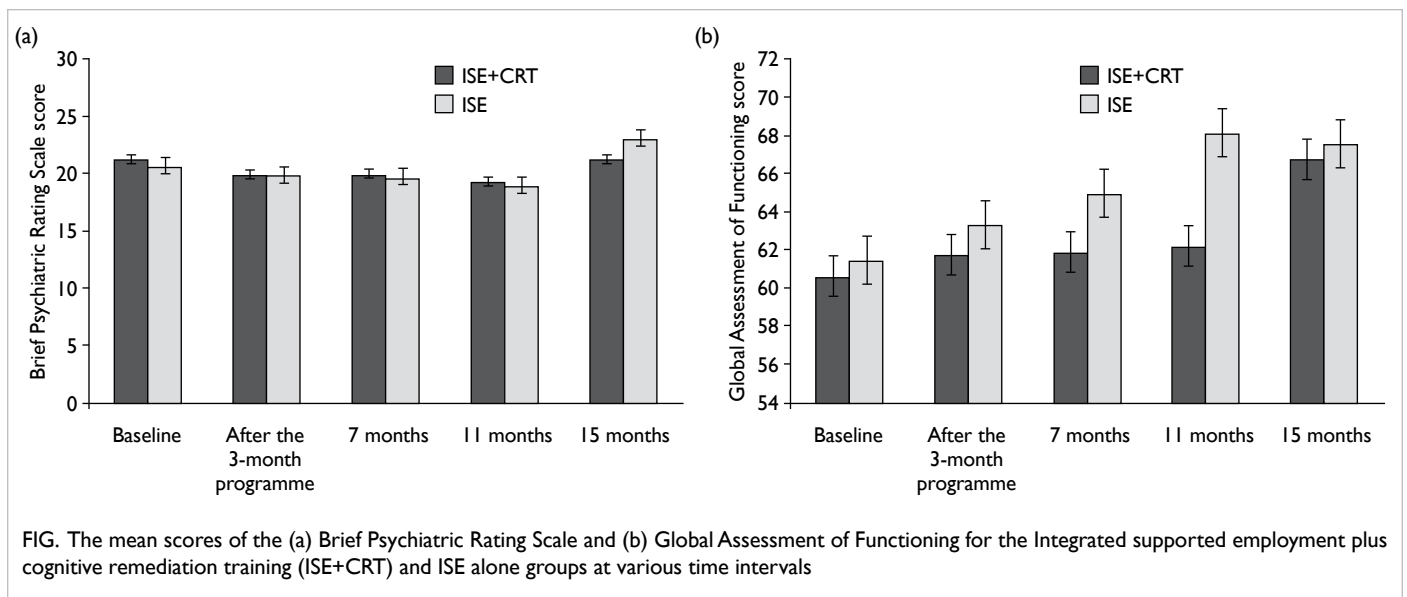 (a)
30
25
20
15
10
5
0
Brief Psychiatric Rating Scale score
ISE+CRT
ISE
Baseline
After the
3-month
programme
7 months
11 months
15 months
(b)
72
70
68
66
64
62
60
58
56
54
Global Assessment of Functioning score
ISE+CRT
ISE
Baseline
After the
3-month
programme
7 months
11 months
15 months
FIG. The mean scores of the (a) Brief Psychiatric Rating Scale and (b) Global Assessment of Functioning for the Integrated supported employment plus
cognitive remediation training (ISE+CRT) and ISE alone groups at various time intervals